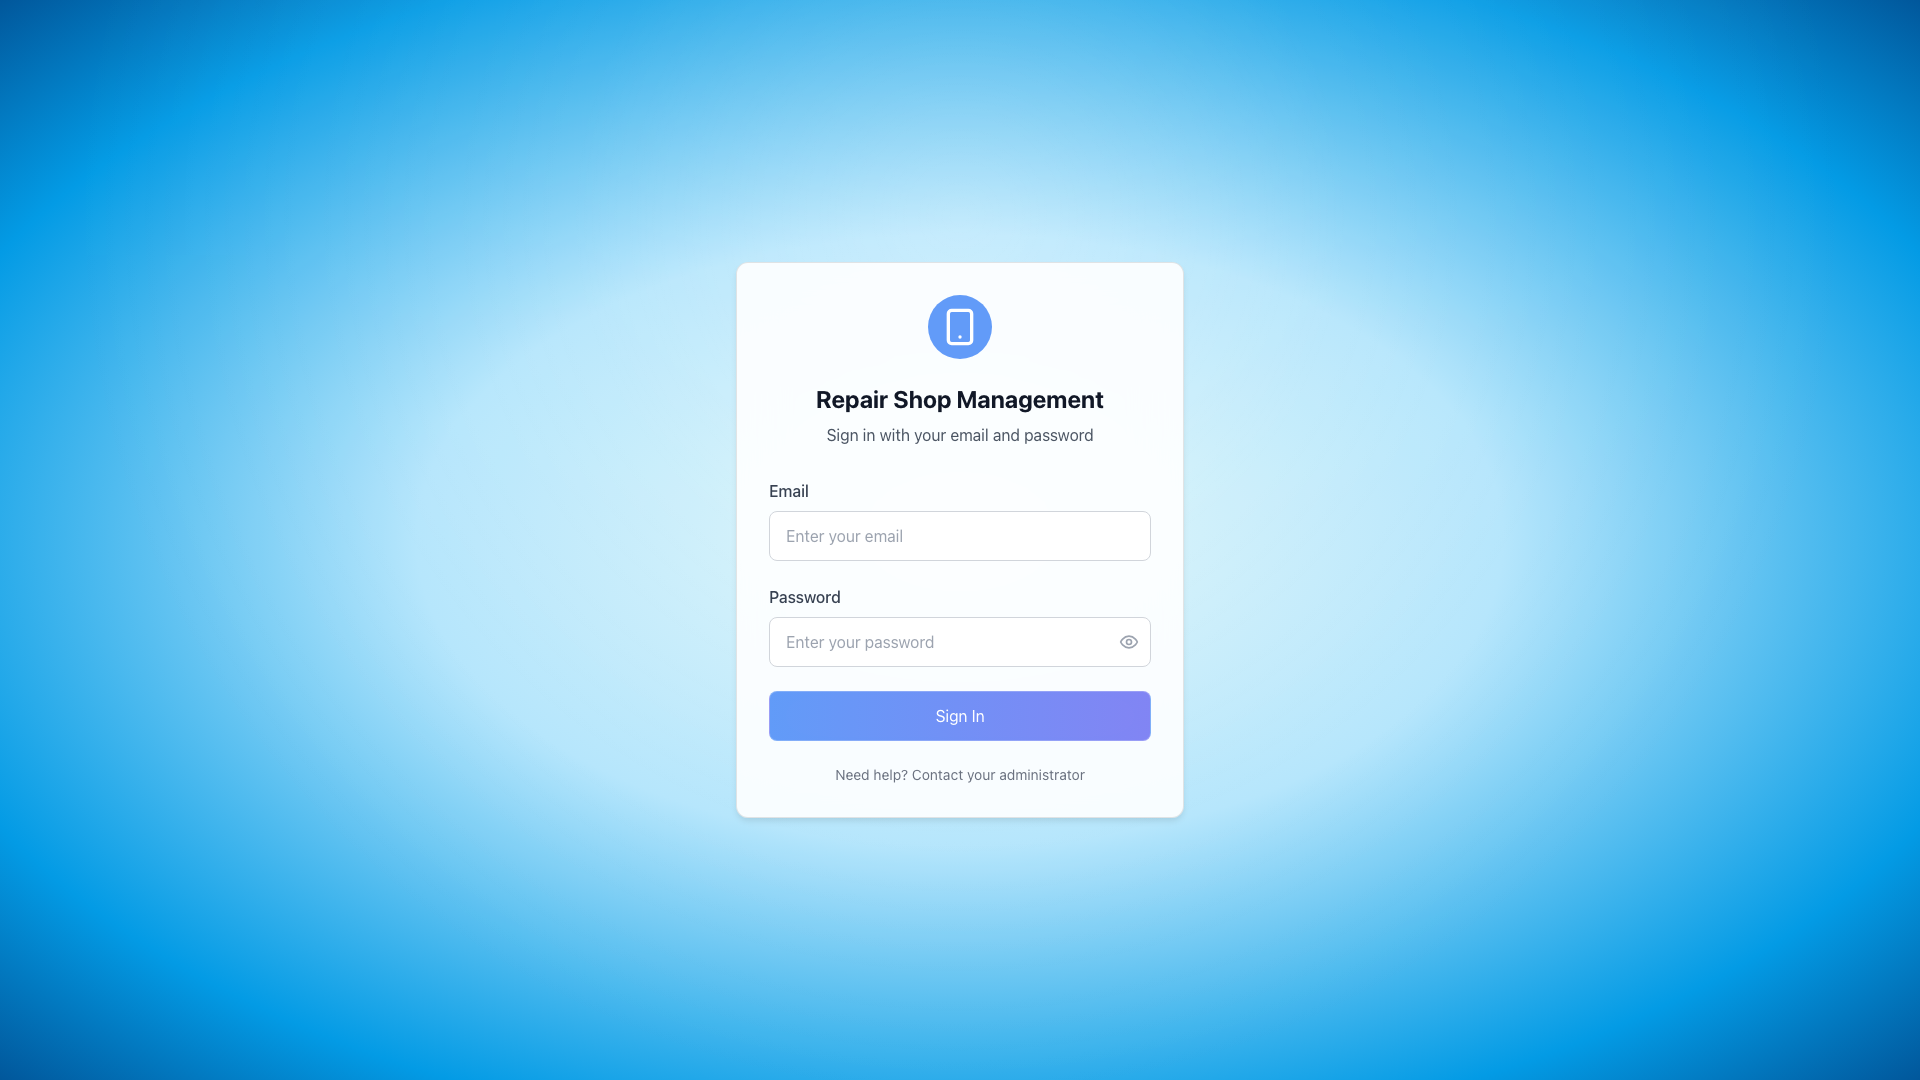 Repair Shop Management
Sign in with your email and password
Email
Enter your email
Password
Enter your password
Sign In
Need help? Contact your administrator